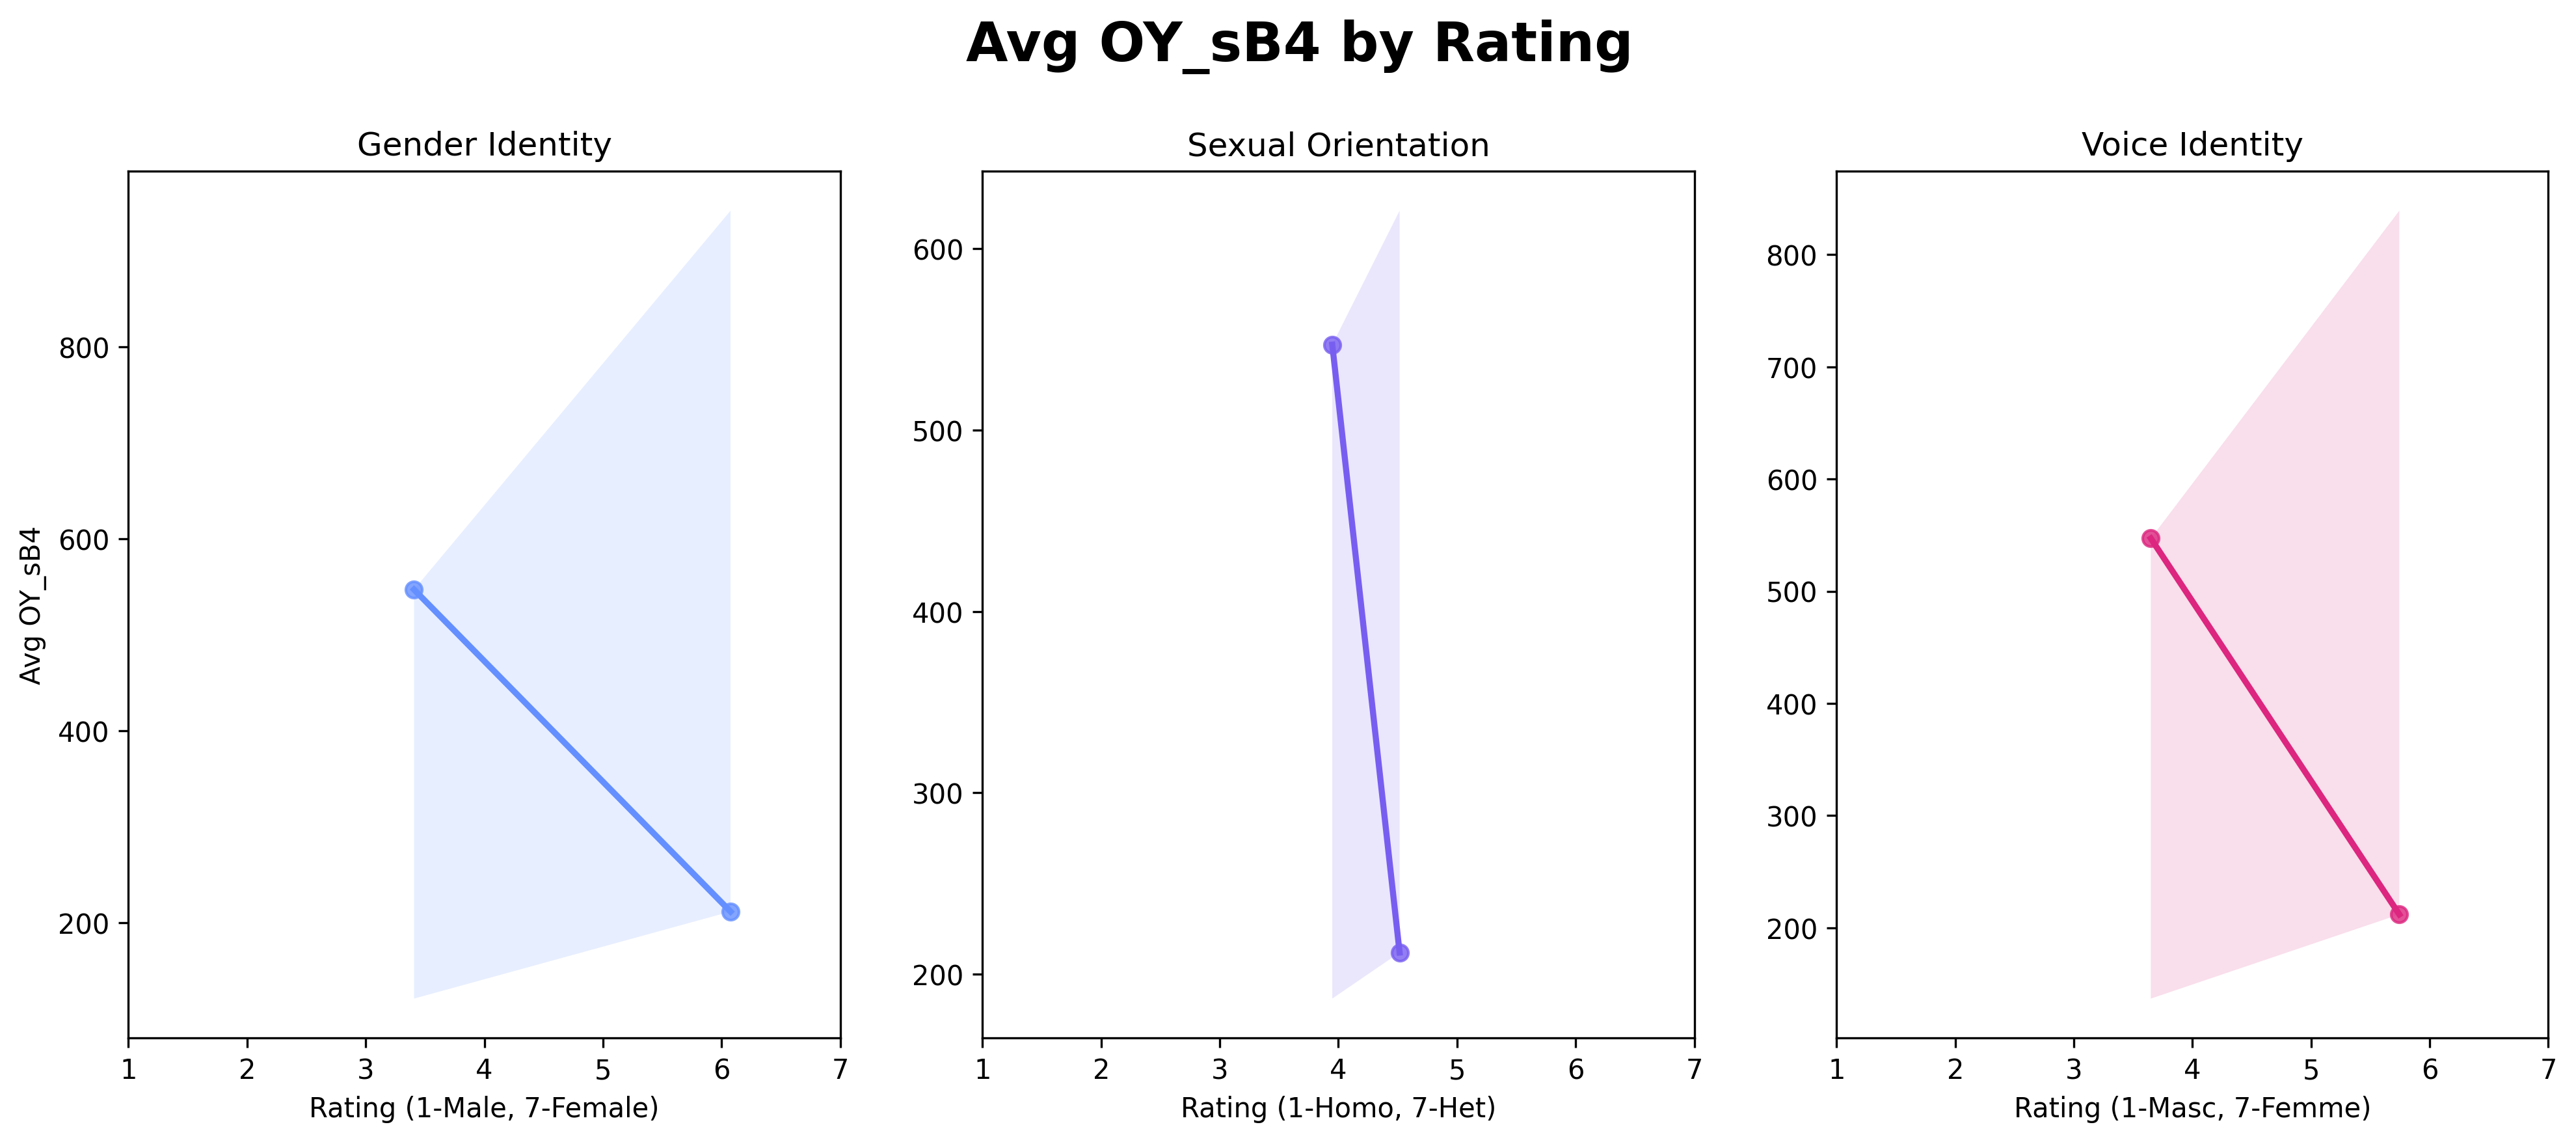 Avg OY_sB4 by Rating
Gender Identity
Avg OY_sB4
800
600
400
200
1 2 3 4 5 6 7
Rating (1-Male, 7-Female)
Sexual Orientation
600
500
400
300
200
1 2 3 4 5 6 7
Rating (1-Homo, 7-Het)
Voice Identity
800
700
600
500
400
300
200
1 2 3 4 5 6 7
Rating (1-Masc, 7-Femme)